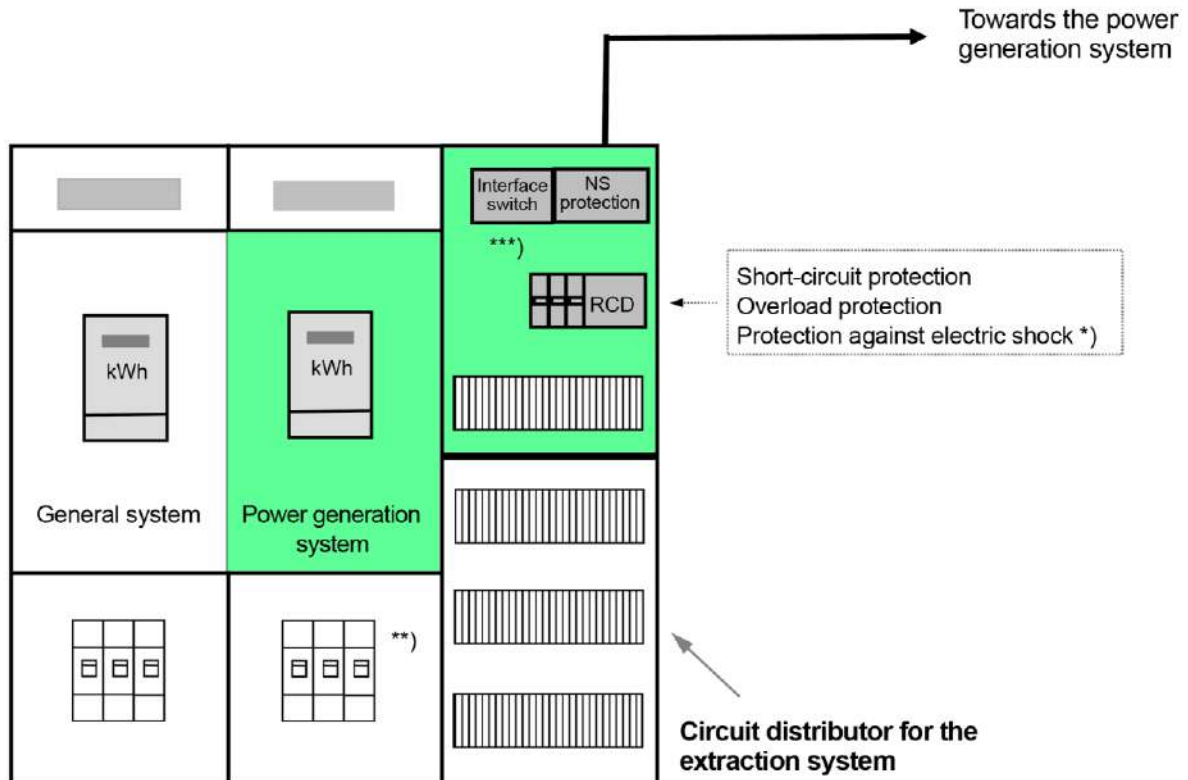 Towards the power
generation system
Interface
switch
NS
protection
***)
RCD
Short-circuit protection
Overload protection
Protection against electric shock *)
kWh
kWh
General system
Power generation
system
**)
Circuit distributor for the
extraction system